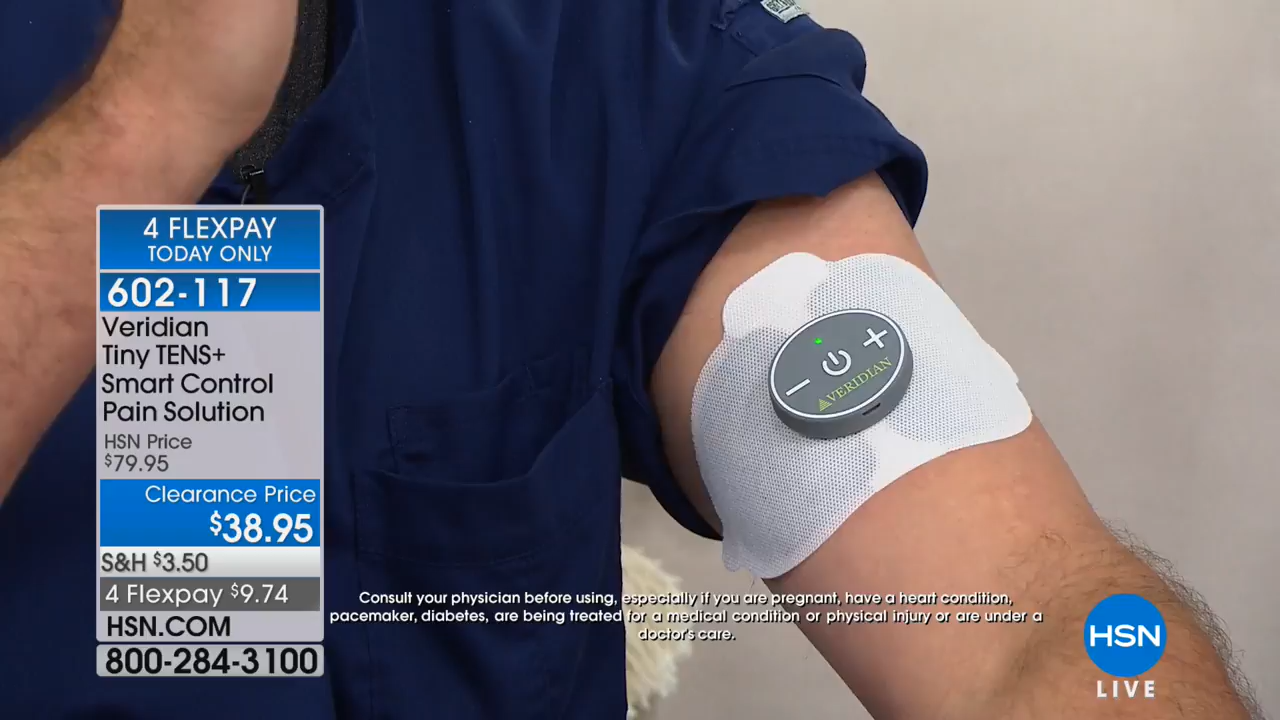 4 FLEXPAY
TODAY ONLY
602-117
Veridian
Tiny TENS+
Smart Control
Pain Solution
HSN Price
$79.95
Clearance Price
$38.95
S&H $3.50
4 Flexpay $9.74
HSN.COM
800-284-3100
VERIDIAN
Consult your physician before using, especially if you are pregnant, have a heart condition,
pacemaker, diabetes, are being treated for a medical condition or physical injury or are under a
doctor's care.
HSN
LIVE